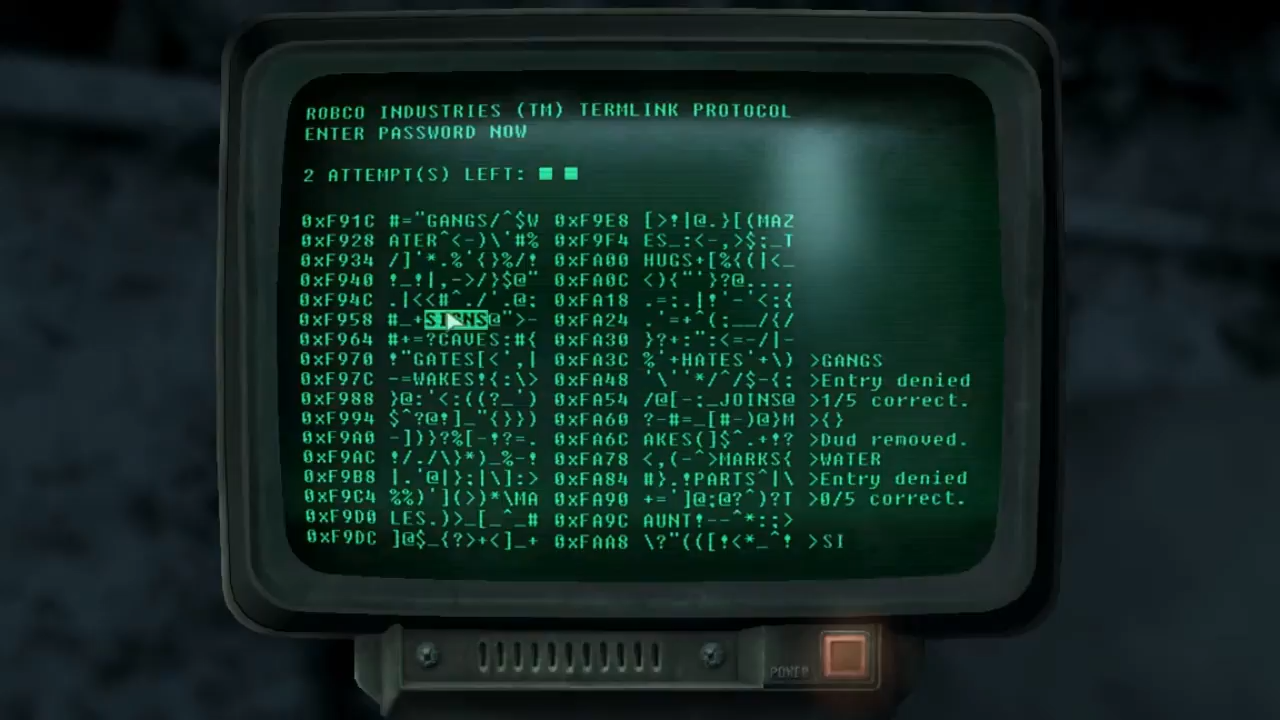 ROBCO INDUSTRIES (TM) TERMLINK PROTOCOL
ENTER PASSWORD NOW
2 ATTEMPT(S) LEFT: ■ ■
0xF91C #="GANGS/^$W 0xF9E8 [>!|@.}[(MAZ
0xF928 ATER^<-)\'#% 0xF9F4 ES_:<-,>$;_T
0xF934 /]'*.%'{}%/! 0xFA00 HUGS+[%{(|<_
0xF940 !_!|,->/}$@" 0xFA0C <){"'}?@....
0xF94C .|<<#^./'.@: 0xFA18 .=:.|!'-'<:{
0xF958 #_+SIGNS@">- 0xFA24 .'=+^(:__/{/
0xF964 #+=?CAVES:#{ 0xFA30 }?+:":<=-/|-
0xF970 !"GATES[<',| 0xFA3C %'+HATES'+\) >GANGS
0xF97C -=WAKES!{:\> 0xFA48 '\''*/^/$-{: >Entry denied
0xF988 }@:'<:((?_') 0xFA54 /@[-:_JOINS@ >1/5 correct.
0xF994 $^?@!]_"{}}) 0xFA60 ?-#=_[#-)@}M >{}
0xF9A0 -])}?%[-!?=. 0xFA6C AKES(]$^.+!? >Dud removed.
0xF9AC !/./\}*)_%-! 0xFA78 <,(-^>MARKS{ >WATER
0xF9B8 |.'@|};|\]:> 0xFA84 #}.!PARTS^|\ >Entry denied
0xF9C4 %%)'](>)*\MA 0xFA90 +=']@;@?^)?T >0/5 correct.
0xF9D0 LES.)>_[_^_# 0xFA9C AUNT!--^*:;>
0xF9DC ]@$_{?>+<]_+ 0xFAA8 \?"(([!<*_^! >SI
POWER